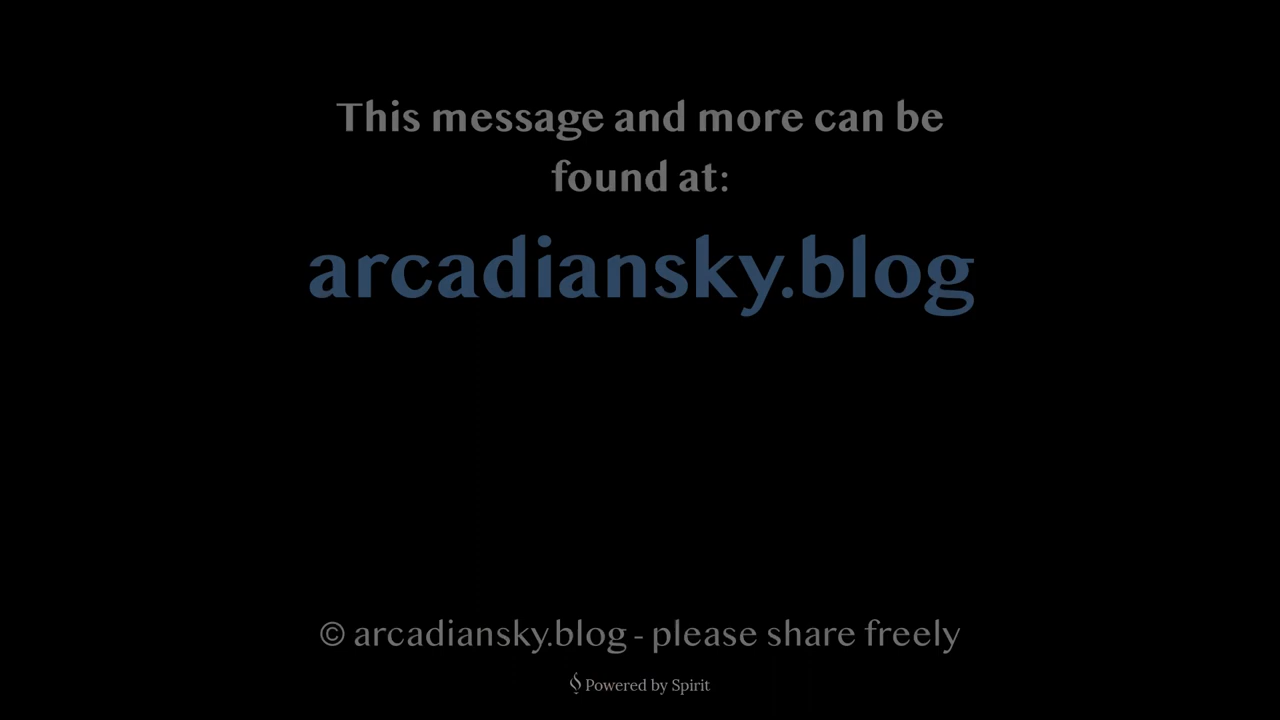 This message and more can be
found at:
arcadiansky.blog
© arcadiansky.blog - please share freely
Powered by Spirit